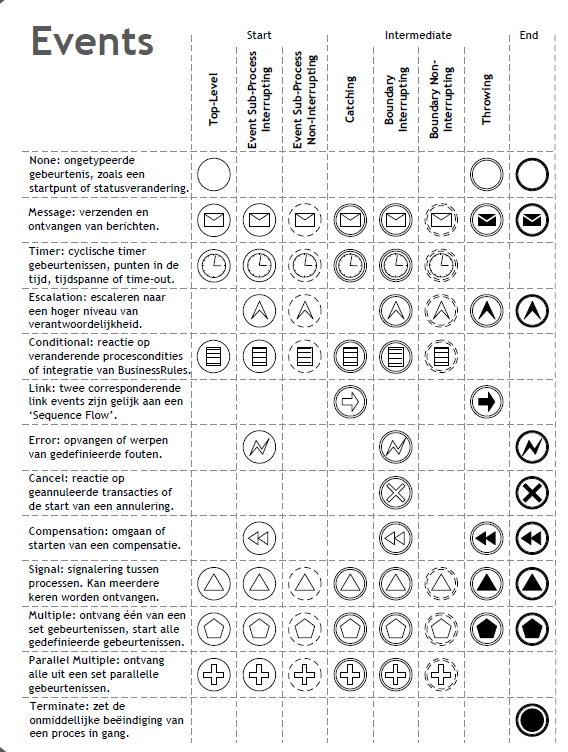 Events
Start
Intermediate
End
Top-Level
Event Sub-Process
Interrupting
Event Sub-Process
Non-Interrupting
Catching
Boundary
Interrupting
Boundary Non-
Interrupting
Throwing
None: ongetypeerde
gebeurtenis, zoals een
startpunt of statusverandering.
Message: verzenden en
ontvangen van berichten.
Timer: cyclische timer
gebeurtenissen, punten in de
tijd, tijdspanne of time-out.
Escalation: escaleren naar
een hoger niveau van
verantwoordelijkheid.
Conditional: reactie op
veranderende procescondities
of integratie van BusinessRules.
Link: twee corresponderende
link events zijn gelijk aan een
‘Sequence Flow’.
Error: opvangen of werpen
van gedefinieerde fouten.
Cancel: reactie op
geannuleerde transacties of
de start van een annulering.
Compensation: omgaan of
starten van een compensatie.
Signal: signalering tussen
processen. Kan meerdere
keren worden ontvangen.
Multiple: ontvang één van een
set gebeurtenissen, start alle
gedefinieerde gebeurtenissen.
Parallel Multiple: ontvang
alle uit een set parallelle
gebeurtenissen.
Terminate: zet de
onmiddellijke beëindiging van
een proces in gang.